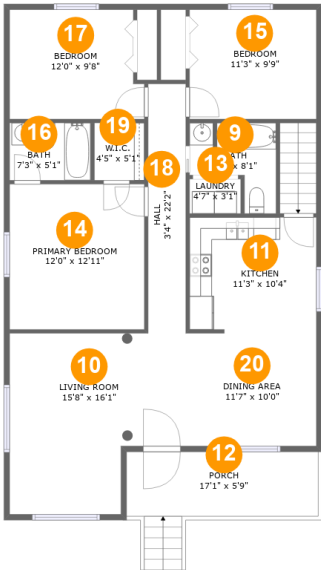 17
BEDROOM
12'0" x 9'8"
15
BEDROOM
11'3" x 9'9"
16
BATH
7'3" x 5'1"
19
W.I.C.
4'5" x 5'1"
9
x 8'1"
13
LAUNDRY
4'7" x 3'1"
18
HALL
3'4" x 22'2"
14
PRIMARY BEDROOM
12'0" x 12'11"
11
KITCHEN
11'3" x 10'4"
10
LIVING ROOM
15'8" x 16'1"
20
DINING AREA
11'7" x 10'0"
12
PORCH
17'1" x 5'9"